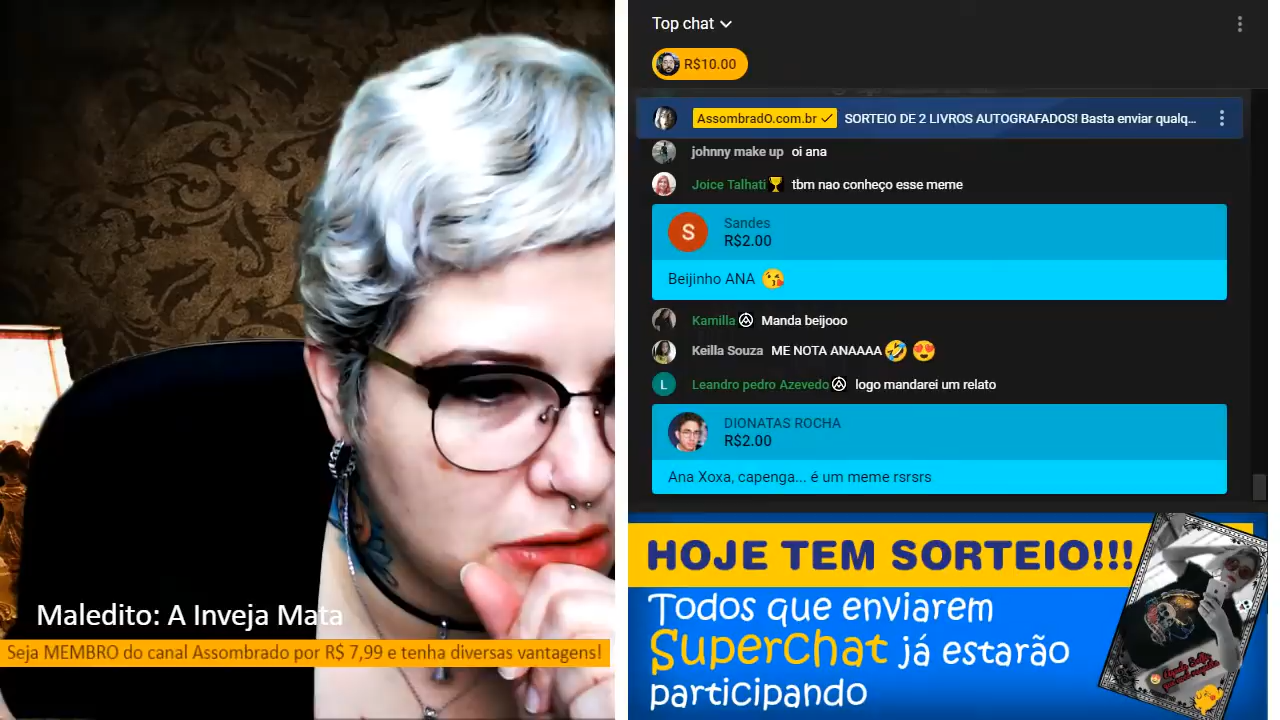 Top chat
R$10.00
AssombradO.com.br SORTEIO DE 2 LIVROS AUTOGRAFADOS! Basta enviar qualq...
johnny make up oi ana
Joice Talhati tbm nao conheço esse meme
S Sandes
R$2.00
Beijinho ANA
Kamilla Manda beijooo
Keilla Souza ME NOTA ANAAAA
L Leandro pedro Azevedo logo mandarei um relato
DIONATAS ROCHA
R$2.00
Ana Xoxa, capenga... é um meme rsrsrs
HOJE TEM SORTEIO!!!
Todos que enviarem
Superchat já estarão
participando
Maledito: A Inveja Mata
Seja MEMBRO do canal Assombrado por R$ 7,99 e tenha diversas vantagens!